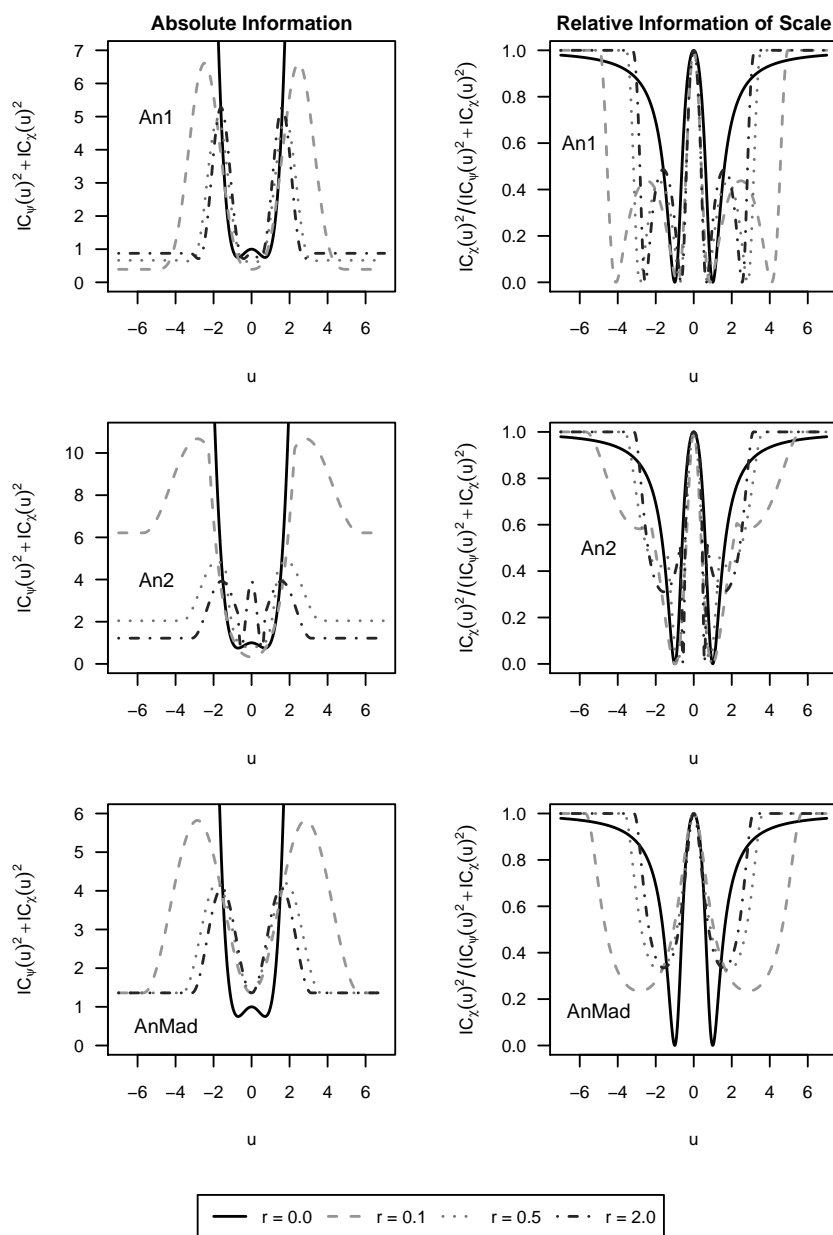 Absolute Information
IC_ψ(u)² + IC_χ(u)²
7
6
5
4
3
2
1
0
An1
−6 −4 −2 0 2 4 6
u
Relative Information of Scale
IC_χ(u)²/(IC_ψ(u)² + IC_χ(u)²)
1.0
0.8
0.6
0.4
0.2
0.0
An1
−6 −4 −2 0 2 4 6
u
IC_ψ(u)² + IC_χ(u)²
10
8
6
4
2
0
An2
−6 −4 −2 0 2 4 6
u
IC_χ(u)²/(IC_ψ(u)² + IC_χ(u)²)
1.0
0.8
0.6
0.4
0.2
0.0
An2
−6 −4 −2 0 2 4 6
u
IC_ψ(u)² + IC_χ(u)²
6
5
4
3
2
1
0
AnMad
−6 −4 −2 0 2 4 6
u
IC_χ(u)²/(IC_ψ(u)² + IC_χ(u)²)
1.0
0.8
0.6
0.4
0.2
0.0
AnMad
−6 −4 −2 0 2 4 6
u
r = 0.0 r = 0.1 r = 0.5 r = 2.0